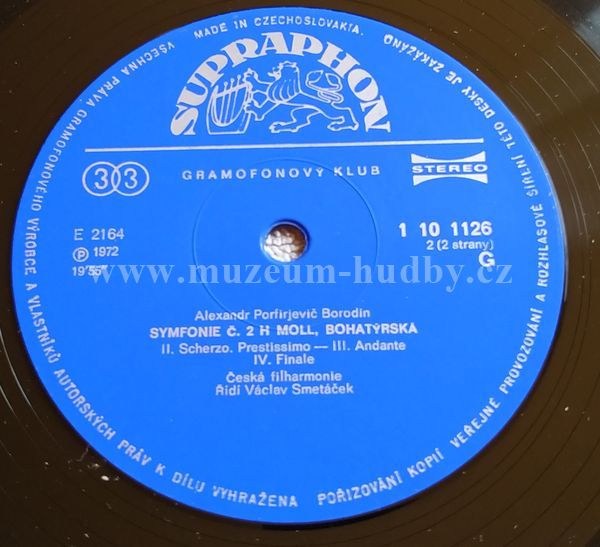 MADE IN CZECHOSLOVAKIA.
VŠECHNA PRÁVA GRAMOFONOVÉHO VÝROBCE A VLASTNÍKŮ AUTORSKÝCH PRÁV K DÍLU VYHRAŽENA
POŘIZOVÁNÍ KOPIÍ VEŘEJNÉ PROVOZOVÁNÍ A ROZHLASOVÉ ŠÍŘENÍ TÉTO DESKY JE ZAKÁZÁNO
SUPRAPHON
33
GRAMOFONOVÝ KLUB
STEREO
E 2164
Ⓟ 1972
1 10 1126
2 (2 strany)
G
www.muzeum-hudby.cz
Alexandr Porfirjevič Borodin
SYMFONIE Č. 2 H MOLL, BOHATÝRSKÁ
II. Scherzo. Prestissimo — III. Andante
IV. Finale
Česká filharmonie
Řídí Václav Smetáček